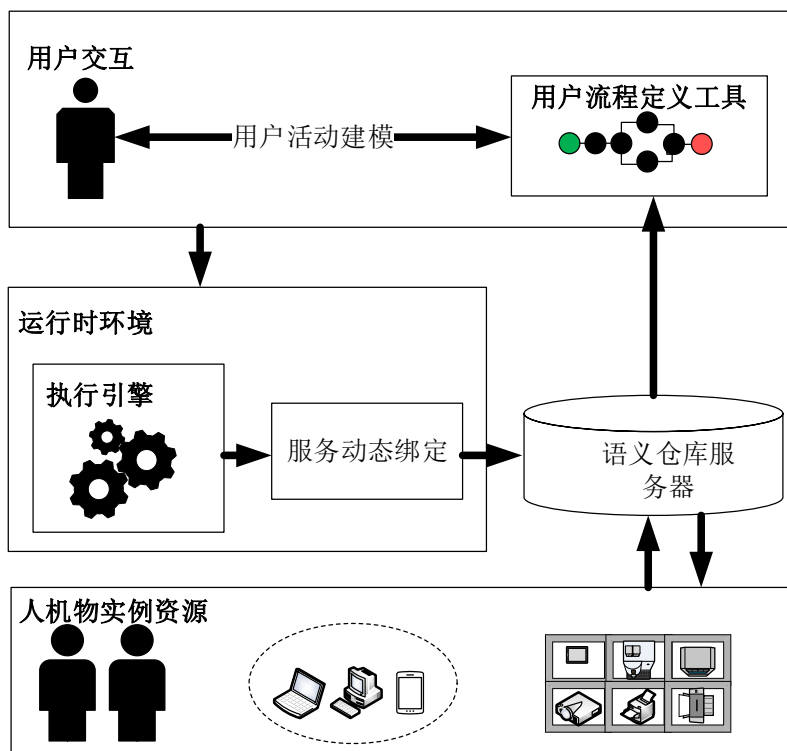 用户交互
用户流程定义工具
用户活动建模
运行时环境
执行引擎
服务动态绑定
语义仓库服
务器
人机物实例资源